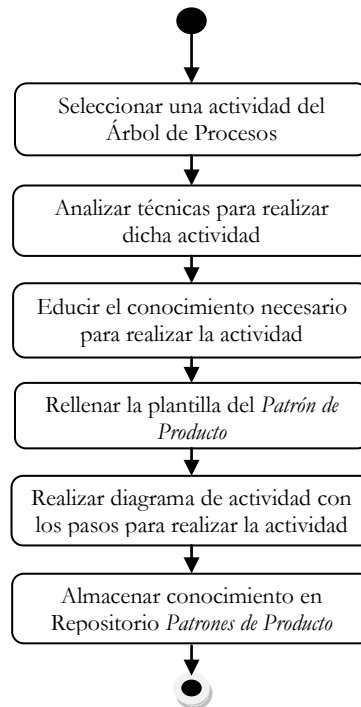 Seleccionar una actividad del
Árbol de Procesos
Analizar técnicas para realizar
dicha actividad
Educir el conocimiento necesario
para realizar la actividad
Rellenar la plantilla del Patrón de
Producto
Realizar diagrama de actividad con
los pasos para realizar la actividad
Almacenar conocimiento en
Repositorio Patrones de Producto